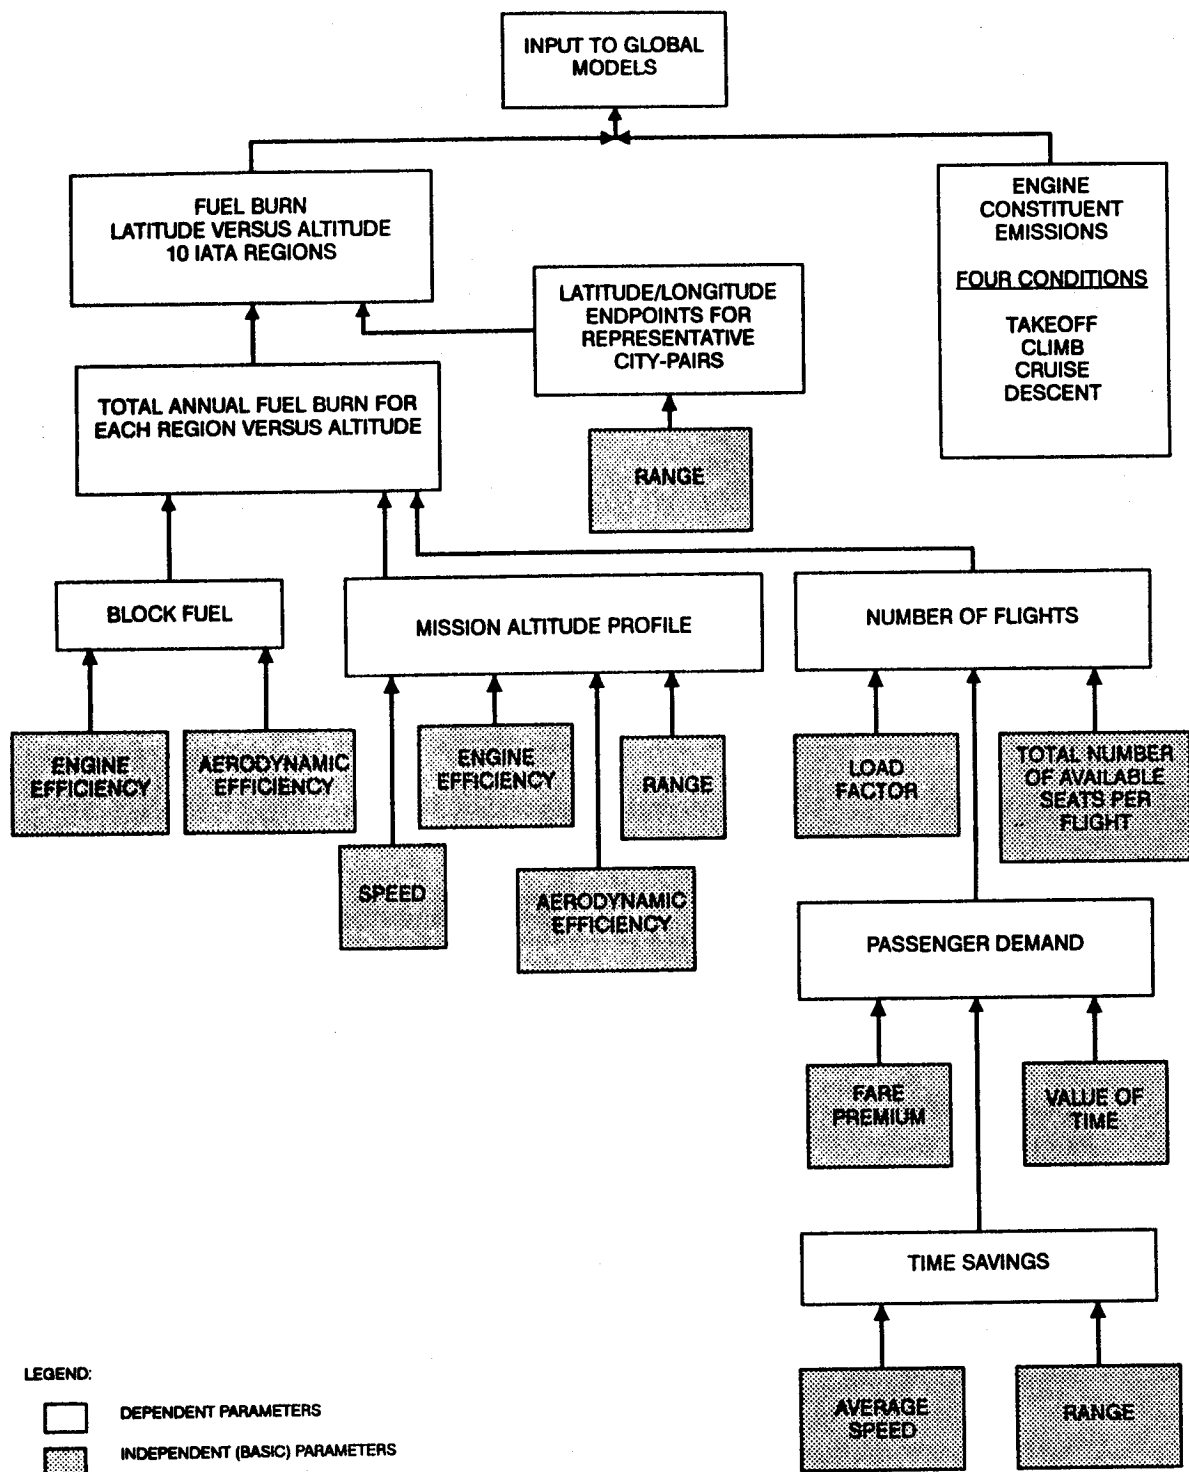 INPUT TO GLOBAL
MODELS
FUEL BURN
LATITUDE VERSUS ALTITUDE
10 IATA REGIONS
ENGINE
CONSTITUENT
EMISSIONS
FOUR CONDITIONS
TAKEOFF
CLIMB
CRUISE
DESCENT
LATITUDE/LONGITUDE
ENDPOINTS FOR
REPRESENTATIVE
CITY-PAIRS
TOTAL ANNUAL FUEL BURN FOR
EACH REGION VERSUS ALTITUDE
RANGE
BLOCK FUEL
MISSION ALTITUDE PROFILE
NUMBER OF FLIGHTS
ENGINE
EFFICIENCY
AERODYNAMIC
EFFICIENCY
SPEED
ENGINE
EFFICIENCY
AERODYNAMIC
EFFICIENCY
RANGE
LOAD
FACTOR
TOTAL NUMBER
OF AVAILABLE
SEATS PER
FLIGHT
PASSENGER DEMAND
FARE
PREMIUM
VALUE OF
TIME
TIME SAVINGS
AVERAGE
SPEED
RANGE
LEGEND:
DEPENDENT PARAMETERS
INDEPENDENT (BASIC) PARAMETERS